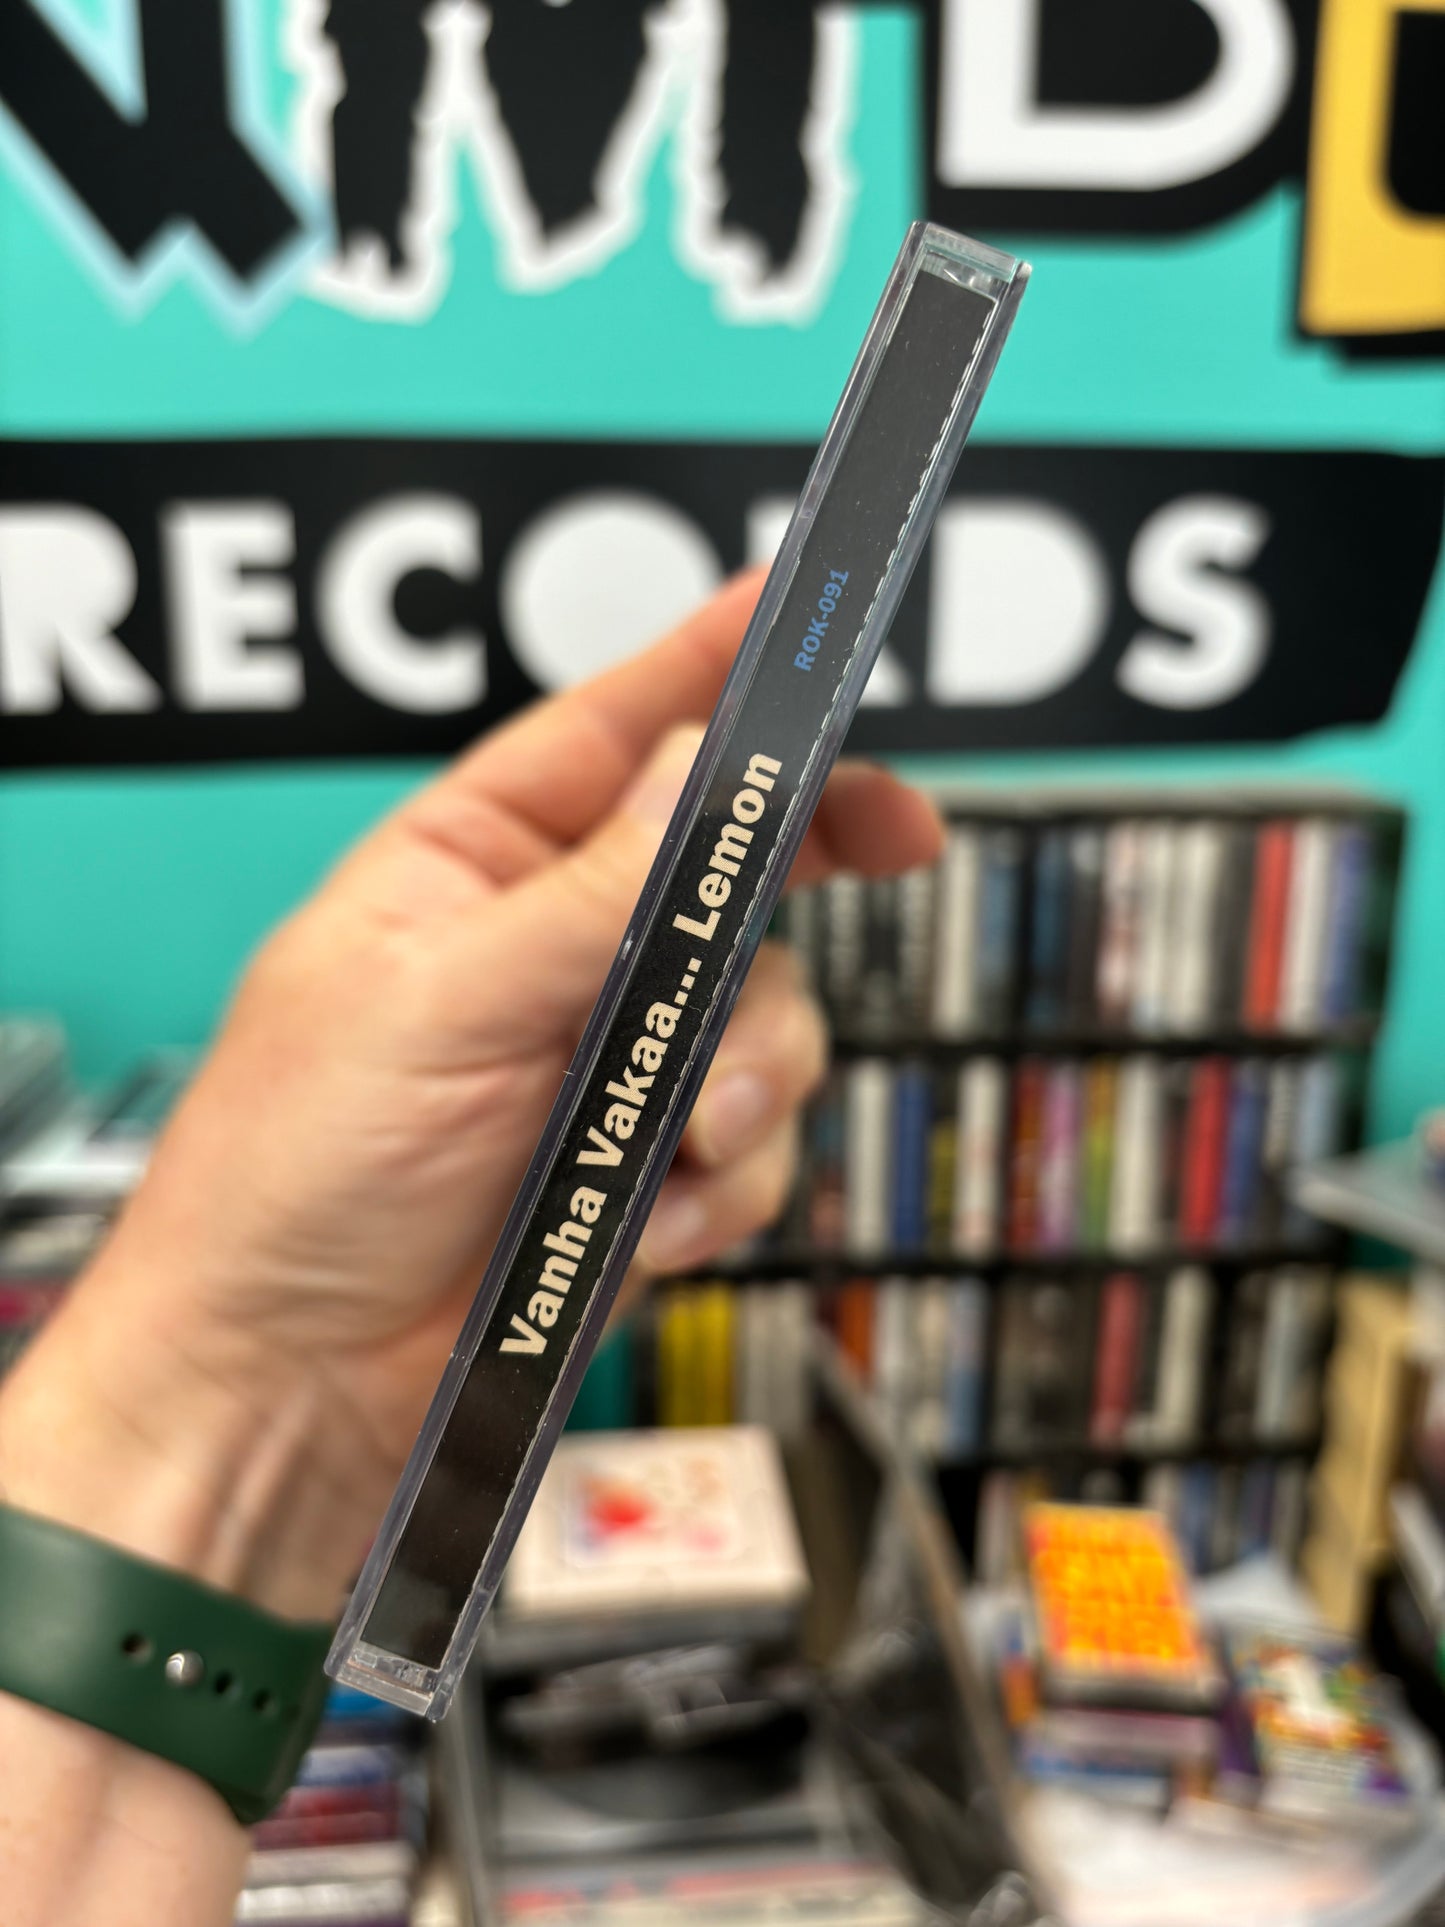 RECORDS
Vanha Vakaa... Lemon
ROK-091